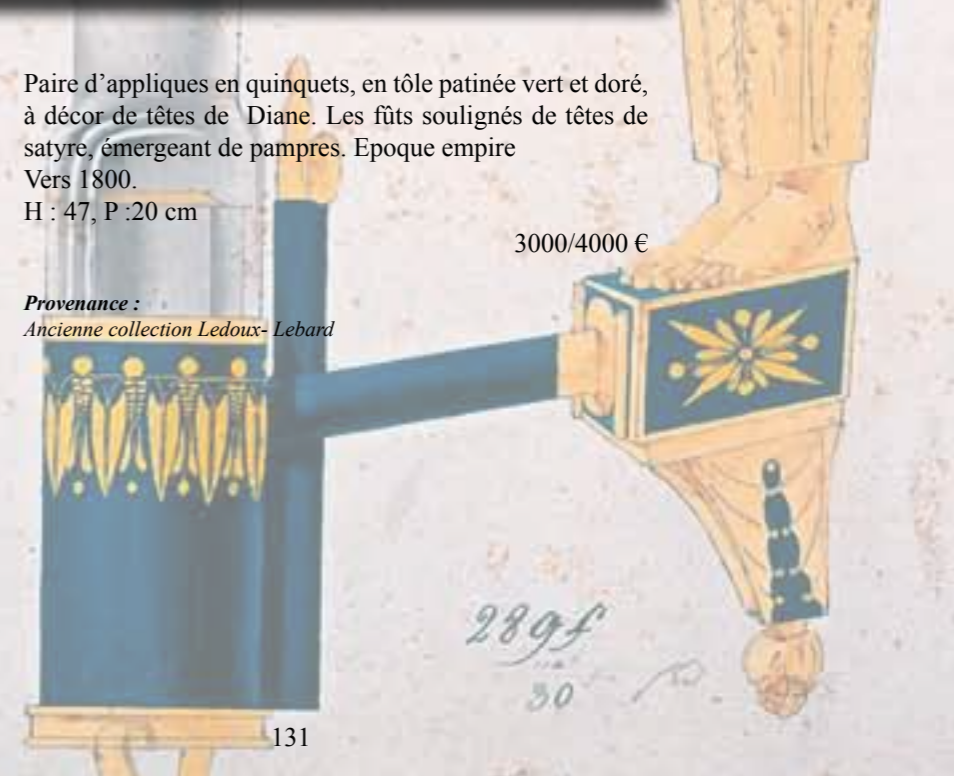 Paire d'appliques en quinquets, en tôle patinée vert et doré,
à décor de têtes de Diane. Les fûts soulignés de têtes de
satyre, émergeant de pampres. Epoque empire
Vers 1800.
H : 47, P :20 cm
3000/4000 €
Provenance :
Ancienne collection Ledoux- Lebard
289f
30
131